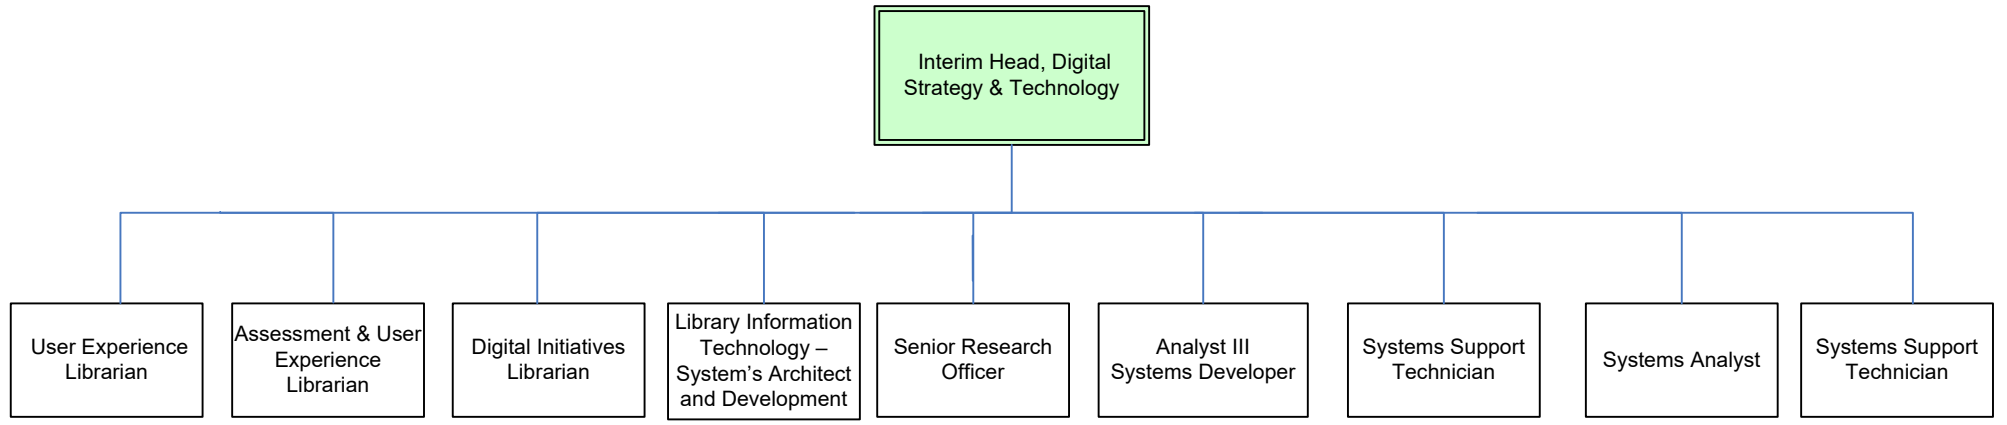 Interim Head, Digital
Strategy & Technology
User Experience
Librarian
Assessment & User
Experience
Librarian
Digital Initiatives
Librarian
Library Information
Technology –
System’s Architect
and Development
Senior Research
Officer
Analyst III
Systems Developer
Systems Support
Technician
Systems Analyst
Systems Support
Technician